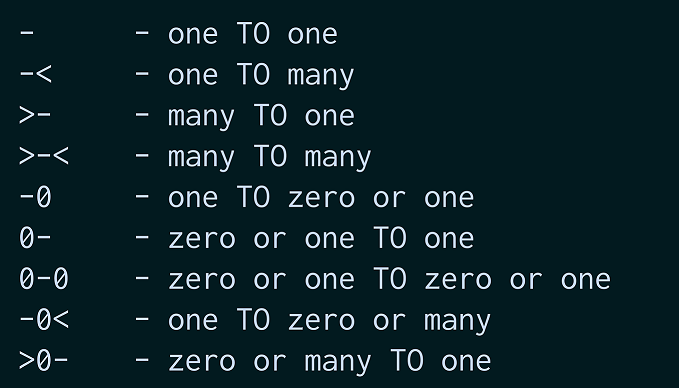 -      - one TO one
-<     - one TO many
>-     - many TO one
>-<    - many TO many
-0     - one TO zero or one
0-     - zero or one TO one
0-0    - zero or one TO zero or one
-0<    - one TO zero or many
>0-    - zero or many TO one